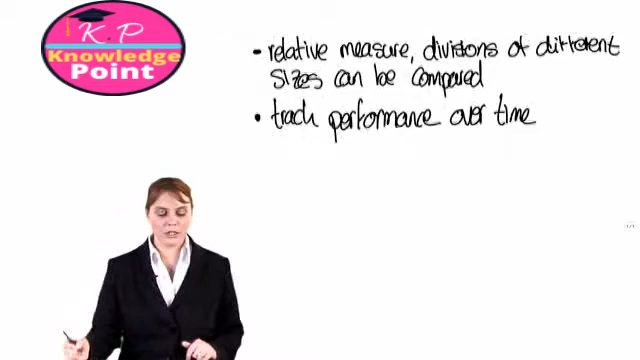 K.P
Knowledge
Point
• relative measure, divisions of different
sizes can be compared
• track performance over time